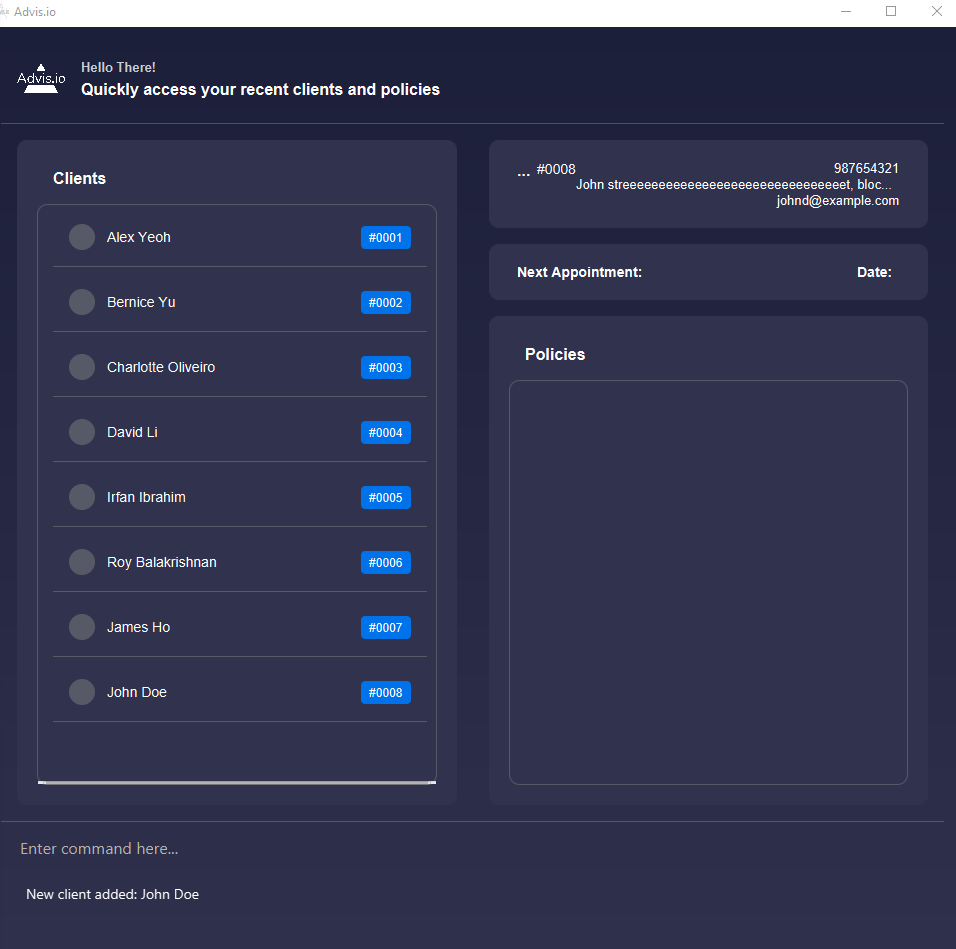 Advis.io
Advis.io
Hello There!
Quickly access your recent clients and policies
Clients
Alex Yeoh #0001
Bernice Yu #0002
Charlotte Oliveiro #0003
David Li #0004
Irfan Ibrahim #0005
Roy Balakrishnan #0006
James Ho #0007
John Doe #0008
... #0008 987654321
John streeeeeeeeeeeeeeeeeeeeeeeeeeeeeeet, bloc...
johnd@example.com
Next Appointment: Date:
Policies
Enter command here...
New client added: John Doe